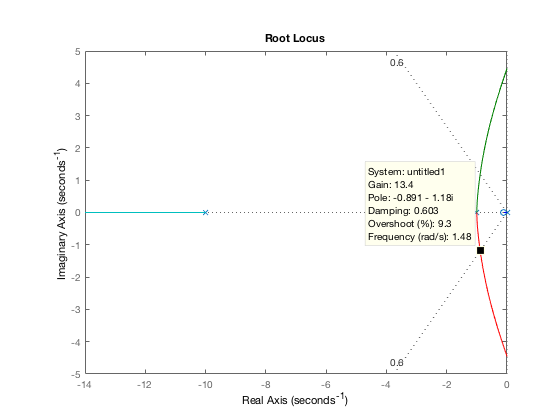 Root Locus
5
4
3
2
1
0
-1
-2
-3
-4
-5
Imaginary Axis (seconds-1)
0.6
0.6
System: untitled1
Gain: 13.4
Pole: -0.891 - 1.18i
Damping: 0.603
Overshoot (%): 9.3
Frequency (rad/s): 1.48
-14 -12 -10 -8 -6 -4 -2 0
Real Axis (seconds-1)